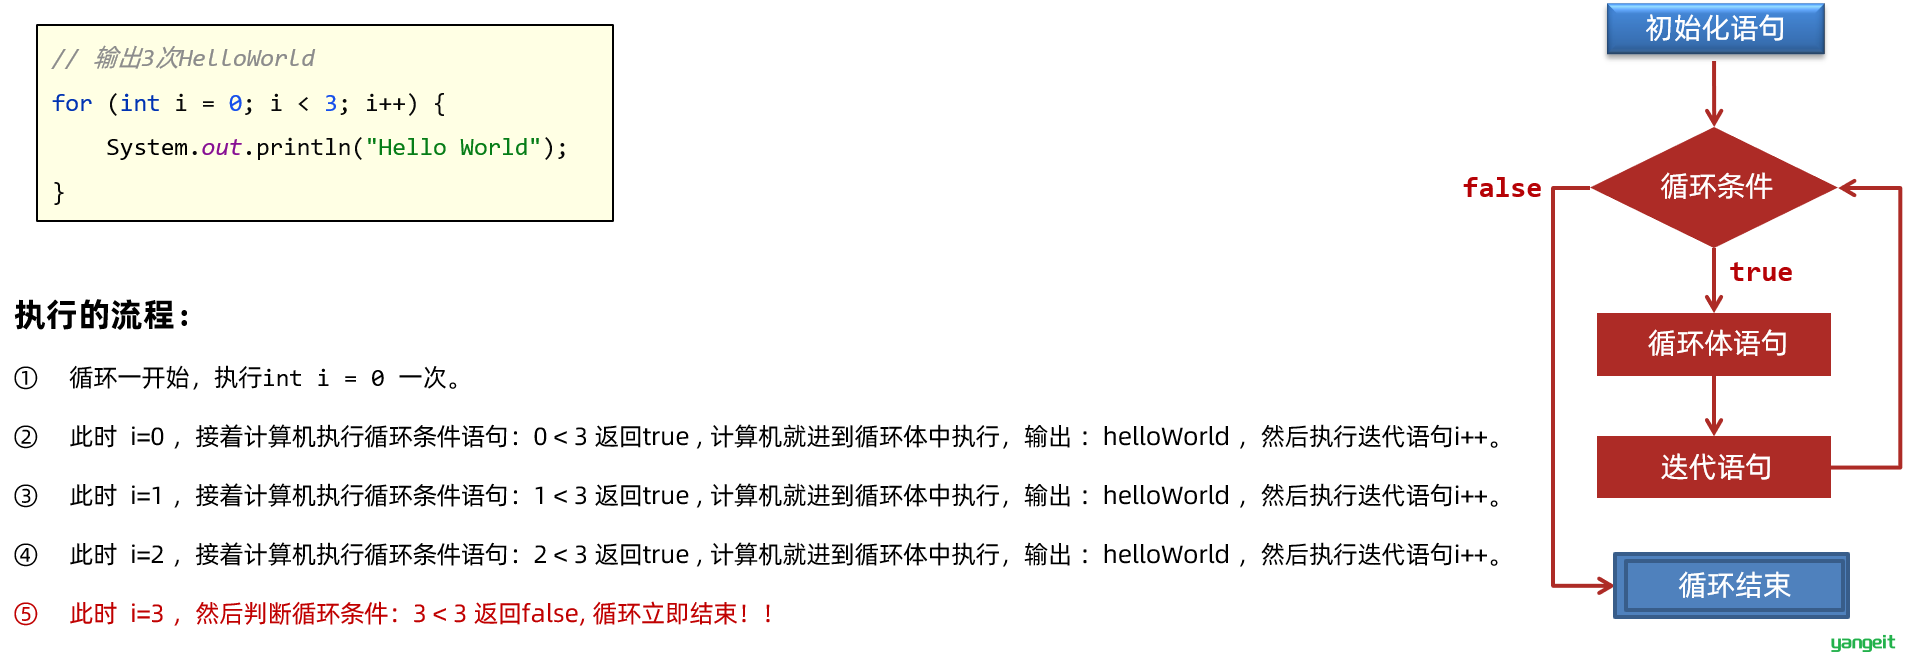 // 输出3次HelloWorld
for (int i = 0; i < 3; i++) {
    System.out.println("Hello World");
}
执行的流程：
① 循环一开始，执行int i = 0 一次。
② 此时 i=0 ，接着计算机执行循环条件语句：0 < 3 返回true , 计算机就进到循环体中执行，输出 ：helloWorld ，然后执行迭代语句i++。
③ 此时 i=1 ，接着计算机执行循环条件语句：1 < 3 返回true , 计算机就进到循环体中执行，输出 ：helloWorld ，然后执行迭代语句i++。
④ 此时 i=2 ，接着计算机执行循环条件语句：2 < 3 返回true , 计算机就进到循环体中执行，输出 ：helloWorld ，然后执行迭代语句i++。
⑤ 此时 i=3 ，然后判断循环条件：3 < 3 返回false, 循环立即结束！！
初始化语句
循环条件
false
true
循环体语句
迭代语句
循环结束
yangeit